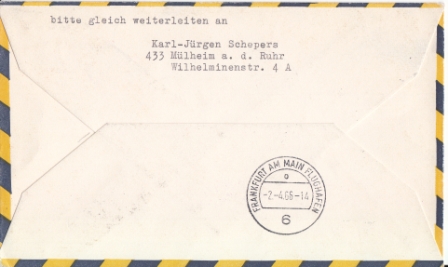 bitte gleich weiterleiten an
Karl-Jürgen Schepers
433 Mülheim a. d. Ruhr
Wilhelminenstr. 4 A
FRANKFURT AM MAIN FLUGHAFEN
a
-2.-4.66-14
6